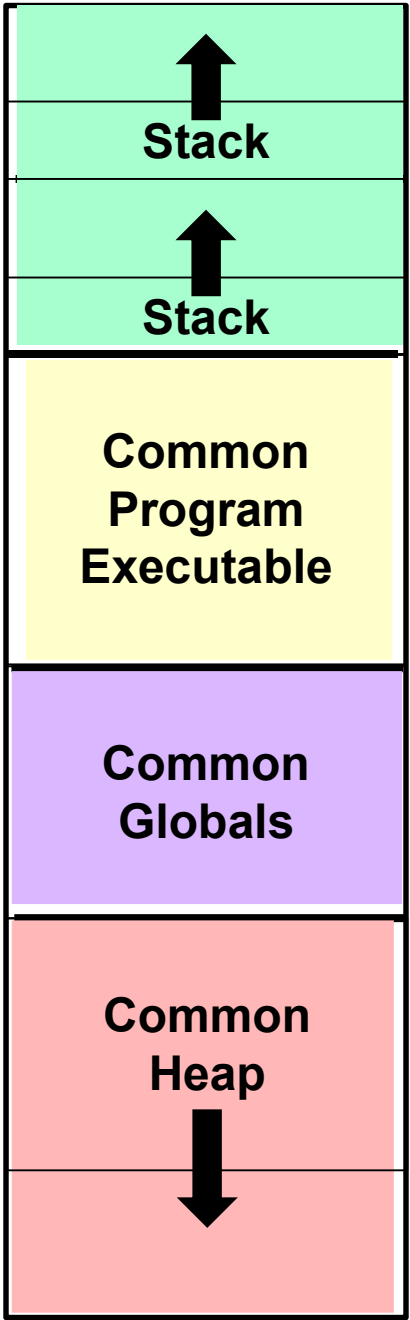 Stack
Stack
Common
Program
Executable
Common
Globals
Common
Heap